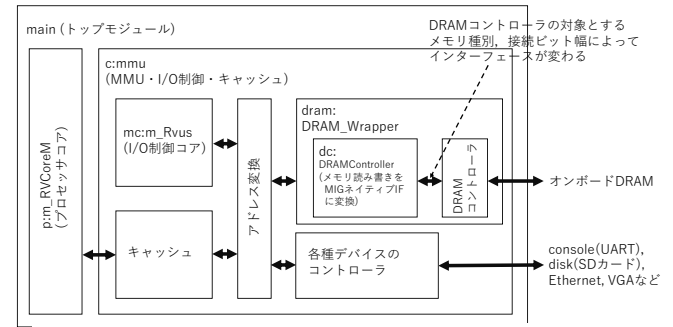 main (トップモジュール)
DRAMコントローラの対象とする
メモリ種別，接続ビット幅によって
インターフェースが変わる
p:m_RVCoreM
(プロセッサコア)
c:mmu
(MMU・I/O制御・キャッシュ)
mc:m_Rvus
(I/O制御コア)
キャッシュ
アドレス変換
dram:
DRAM_Wrapper
dc:
DRAMController
(メモリ読み書きを
MIGネイティブIF
に変換)
DRAM
コントローラ
オンボードDRAM
各種デバイスの
コントローラ
console(UART),
disk(SDカード),
Ethernet, VGAなど